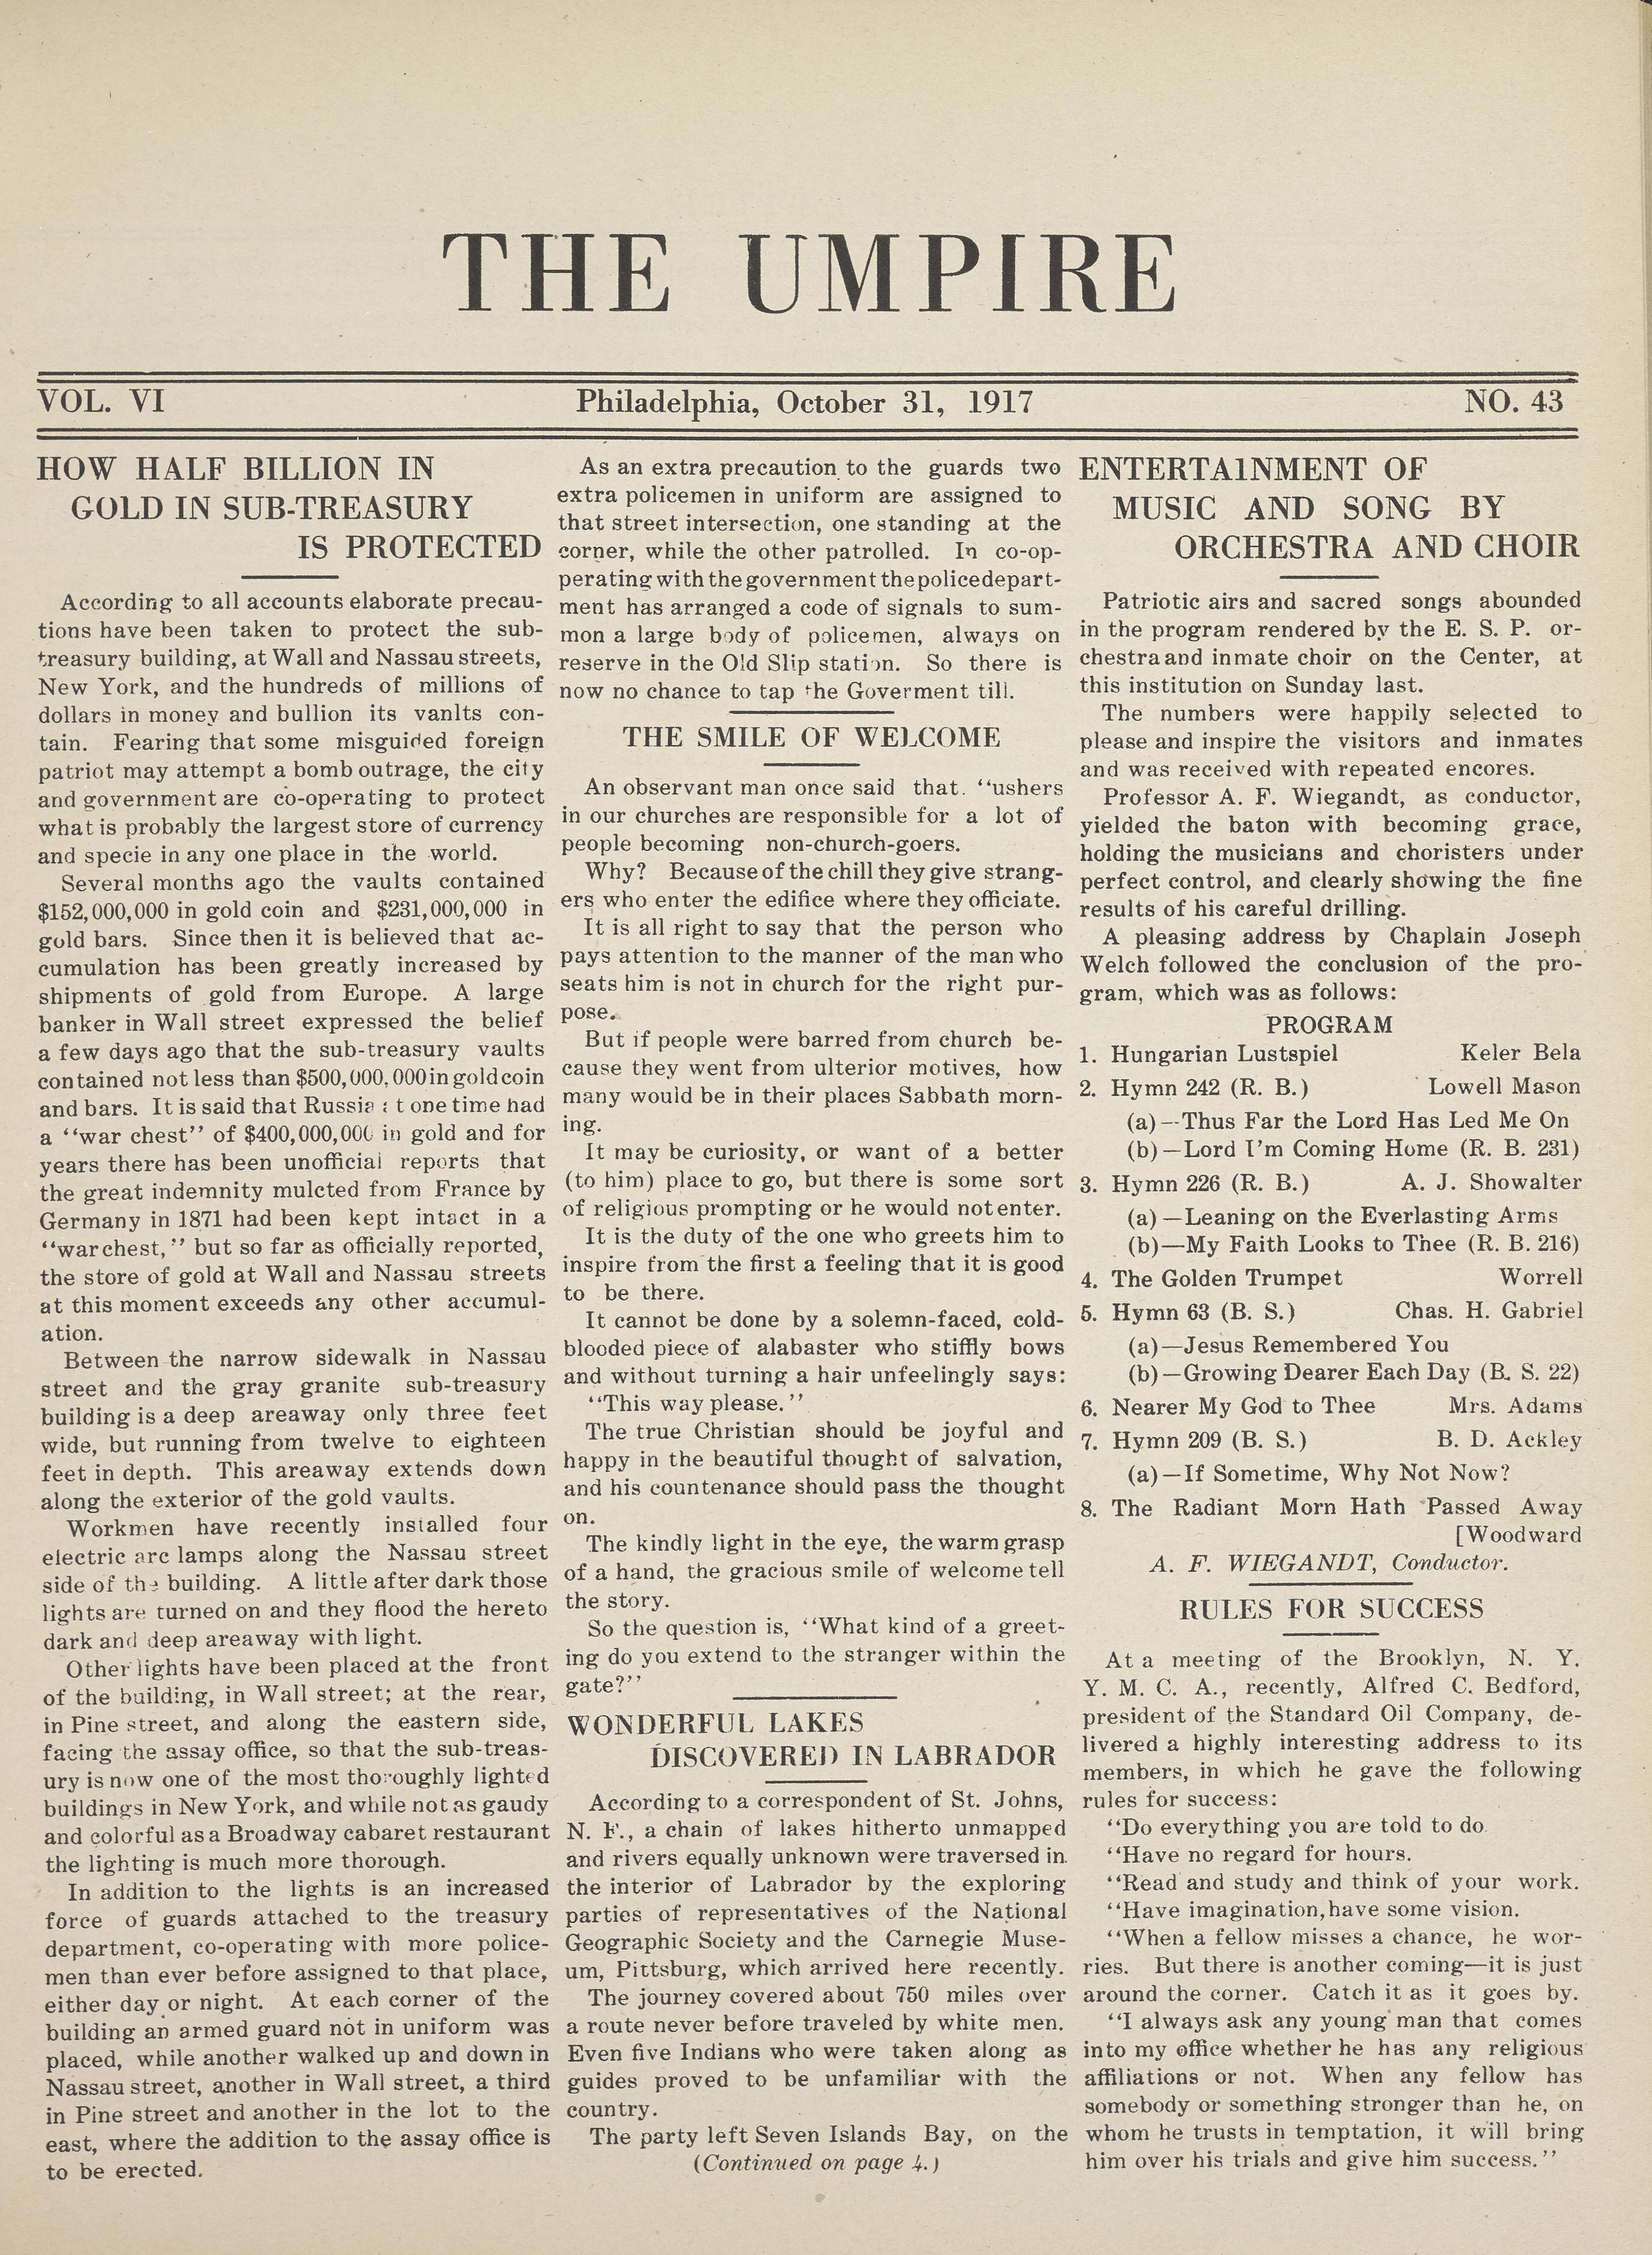 THE UMPIRE
VOL. VI Philadelphia, October 31, 1917 NO. 43
HOW HALF BILLION IN
GOLD IN SUB-TREASURY
IS PROTECTED
According to all accounts elaborate precau-
tions have been taken to protect the sub-
treasury building, at Wall and Nassau streets,
New York, and the hundreds of millions of
dollars in money and bullion its vanlts con-
tain. Fearing that some misguided foreign
patriot may attempt a bomb outrage, the city
and government are co-operating to protect
what is probably the largest store of currency
and specie in any one place in the world.
Several months ago the vaults contained
$152,000,000 in gold coin and $231,000,000 in
gold bars. Since then it is believed that ac-
cumulation has been greatly increased by
shipments of gold from Europe. A large
banker in Wall street expressed the belief
a few days ago that the sub-treasury vaults
contained not less than $500,000,000 in gold coin
and bars. It is said that Russia at one time had
a "war chest" of $400,000,000 in gold and for
years there has been unofficial reports that
the great indemnity mulcted from France by
Germany in 1871 had been kept intact in a
"war chest," but so far as officially reported,
the store of gold at Wall and Nassau streets
at this moment exceeds any other accumul-
ation.
Between the narrow sidewalk in Nassau
street and the gray granite sub-treasury
building is a deep areaway only three feet
wide, but running from twelve to eighteen
feet in depth. This areaway extends down
along the exterior of the gold vaults.
Workmen have recently installed four
electric arc lamps along the Nassau street
side of the building. A little after dark those
lights are turned on and they flood the hereto
dark and deep areaway with light.
Other lights have been placed at the front
of the building, in Wall street; at the rear,
in Pine street, and along the eastern side,
facing the assay office, so that the sub-treas-
ury is now one of the most thoroughly lighted
buildings in New York, and while not as gaudy
and colorful as a Broadway cabaret restaurant
the lighting is much more thorough.
In addition to the lights is an increased
force of guards attached to the treasury
department, co-operating with more police-
men than ever before assigned to that place,
either day or night. At each corner of the
building an armed guard not in uniform was
placed, while another walked up and down in
Nassau street, another in Wall street, a third
in Pine street and another in the lot to the
east, where the addition to the assay office is
to be erected.
As an extra precaution to the guards two
extra policemen in uniform are assigned to
that street intersection, one standing at the
corner, while the other patrolled. In co-op-
perating with the government the police depart-
ment has arranged a code of signals to sum-
mon a large body of policemen, always on
reserve in the Old Slip station. So there is
now no chance to tap the Goverment till.
THE SMILE OF WELCOME
An observant man once said that. "ushers
in our churches are responsible for a lot of
people becoming non-church-goers.
Why? Because of the chill they give strang-
ers who enter the edifice where they officiate.
It is all right to say that the person who
pays attention to the manner of the man who
seats him is not in church for the right pur-
pose.
But if people were barred from church be-
cause they went from ulterior motives, how
many would be in their places Sabbath morn-
ing.
It may be curiosity, or want of a better
(to him) place to go, but there is some sort
of religious prompting or he would not enter.
It is the duty of the one who greets him to
inspire from the first a feeling that it is good
to be there.
It cannot be done by a solemn-faced, cold-
blooded piece of alabaster who stiffly bows
and without turning a hair unfeelingly says:
"This way please."
The true Christian should be joyful and
happy in the beautiful thought of salvation,
and his countenance should pass the thought
on.
The kindly light in the eye, the warm grasp
of a hand, the gracious smile of welcome tell
the story.
So the question is, "What kind of a greet-
ing do you extend to the stranger within the
gate?"
WONDERFUL LAKES
DISCOVERED IN LABRADOR
According to a correspondent of St. Johns,
N. F., a chain of lakes hitherto unmapped
and rivers equally unknown were traversed in
the interior of Labrador by the exploring
parties of representatives of the National
Geographic Society and the Carnegie Muse-
um, Pittsburg, which arrived here recently.
The journey covered about 750 miles over
a route never before traveled by white men.
Even five Indians who were taken along as
guides proved to be unfamiliar with the
country.
The party left Seven Islands Bay, on the
(Continued on page 4.)
ENTERTA1NMENT OF
MUSIC AND SONG BY
ORCHESTRA AND CHOIR
Patriotic airs and sacred songs abounded
in the program rendered by the E. S. P. or-
chestra and inmate choir on the Center, at
this institution on Sunday last.
The numbers were happily selected to
please and inspire the visitors and inmates
and was received with repeated encores.
Professor A. F. Wiegandt, as conductor,
yielded the baton with becoming grace,
holding the musicians and choristers under
perfect control, and clearly showing the fine
results of his careful drilling.
A pleasing address by Chaplain Joseph
Welch followed the conclusion of the pro-
gram, which was as follows:
PROGRAM
1. Hungarian Lustspiel Keler Bela
2. Hymn 242 (R. B.) Lowell Mason
(a)—Thus Far the Lord Has Led Me On
(b)—Lord I'm Coming Home (R. B. 231)
3. Hymn 226 (R. B.) A. J. Showalter
(a)—Leaning on the Everlasting Arms
(b)—My Faith Looks to Thee (R. B. 216)
4. The Golden Trumpet Worrell
5. Hymn 63 (B. S.) Chas. H. Gabriel
(a)—Jesus Remembered You
(b)—Growing Dearer Each Day (B. S. 22)
6. Nearer My God to Thee Mrs. Adams
7. Hymn 209 (B. S.) B. D. Ackley
(a)—If Sometime, Why Not Now?
8. The Radiant Morn Hath Passed Away
[Woodward
A. F. WIEGANDT, Conductor.
RULES FOR SUCCESS
At a meeting of the Brooklyn, N. Y.
Y. M. C. A., recently, Alfred C. Bedford,
president of the Standard Oil Company, de-
livered a highly interesting address to its
members, in which he gave the following
rules for success:
"Do everything you are told to do.
"Have no regard for hours.
"Read and study and think of your work.
"Have imagination, have some vision.
"When a fellow misses a chance, he wor-
ries. But there is another coming—it is just
around the corner. Catch it as it goes by.
"I always ask any young man that comes
into my office whether he has any religious
affiliations or not. When any fellow has
somebody or something stronger than he, on
whom he trusts in temptation, it will bring
him over his trials and give him success."